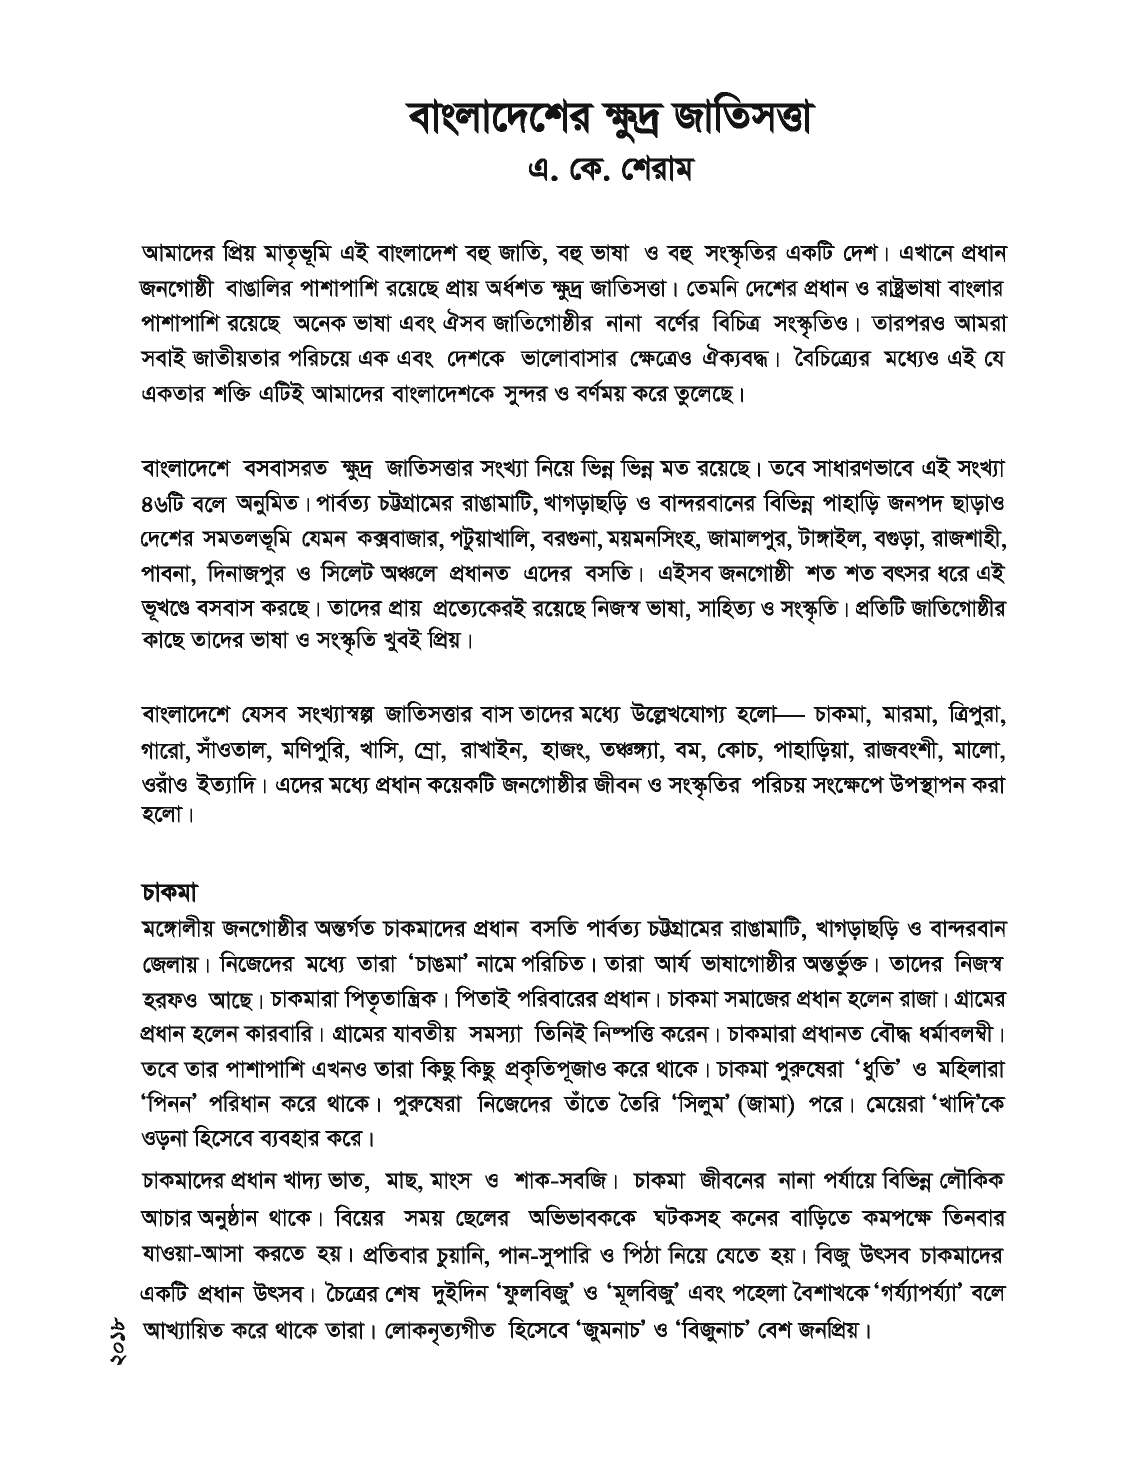 বাংলাদেশের ক্ষুদ্র জাতিসত্তা
এ. কে. শেরাম
আমাদের প্রিয় মাতৃভূমি এই বাংলাদেশ বহু জাতি, বহু ভাষা ও বহু সংস্কৃতির একটি দেশ। এখানে প্রধান
জনগোষ্ঠী বাঙালির পাশাপাশি রয়েছে প্রায় অর্ধশত ক্ষুদ্র জাতিসত্তা। তেমনি দেশের প্রধান ও রাষ্ট্রভাষা বাংলার
পাশাপাশি রয়েছে অনেক ভাষা এবং ঐসব জাতিগোষ্ঠীর নানা বর্ণের বিচিত্র সংস্কৃতিও। তারপরও আমরা
সবাই জাতীয়তার পরিচয়ে এক এবং দেশকে ভালোবাসার ক্ষেত্রেও ঐক্যবদ্ধ। বৈচিত্র্যের মধ্যেও এই যে
একতার শক্তি এটিই আমাদের বাংলাদেশকে সুন্দর ও বর্ণময় করে তুলেছে।
বাংলাদেশে বসবাসরত ক্ষুদ্র জাতিসত্তার সংখ্যা নিয়ে ভিন্ন ভিন্ন মত রয়েছে। তবে সাধারণভাবে এই সংখ্যা
৪৬টি বলে অনুমিত। পার্বত্য চট্টগ্রামের রাঙামাটি, খাগড়াছড়ি ও বান্দরবানের বিভিন্ন পাহাড়ি জনপদ ছাড়াও
দেশের সমতলভূমি যেমন কক্সবাজার, পটুয়াখালি, বরগুনা, ময়মনসিংহ, জামালপুর, টাঙ্গাইল, বগুড়া, রাজশাহী,
পাবনা, দিনাজপুর ও সিলেট অঞ্চলে প্রধানত এদের বসতি। এইসব জনগোষ্ঠী শত শত বৎসর ধরে এই
ভূখণ্ডে বসবাস করছে। তাদের প্রায় প্রত্যেকেরই রয়েছে নিজস্ব ভাষা, সাহিত্য ও সংস্কৃতি। প্রতিটি জাতিগোষ্ঠীর
কাছে তাদের ভাষা ও সংস্কৃতি খুবই প্রিয়।
বাংলাদেশে যেসব সংখ্যাস্বল্প জাতিসত্তার বাস তাদের মধ্যে উল্লেখযোগ্য হলো— চাকমা, মারমা, ত্রিপুরা,
গারো, সাঁওতাল, মণিপুরি, খাসি, ম্রো, রাখাইন, হাজং, তঞ্চঙ্গ্যা, বম, কোচ, পাহাড়িয়া, রাজবংশী, মালো,
ওরাঁও ইত্যাদি। এদের মধ্যে প্রধান কয়েকটি জনগোষ্ঠীর জীবন ও সংস্কৃতির পরিচয় সংক্ষেপে উপস্থাপন করা
হলো।
চাকমা
মঙ্গোলীয় জনগোষ্ঠীর অন্তর্গত চাকমাদের প্রধান বসতি পার্বত্য চট্টগ্রামের রাঙামাটি, খাগড়াছড়ি ও বান্দরবান
জেলায়। নিজেদের মধ্যে তারা ‘চাঙমা’ নামে পরিচিত। তারা আর্য ভাষাগোষ্ঠীর অন্তর্ভুক্ত। তাদের নিজস্ব
হরফও আছে। চাকমারা পিতৃতান্ত্রিক। পিতাই পরিবারের প্রধান। চাকমা সমাজের প্রধান হলেন রাজা। গ্রামের
প্রধান হলেন কারবারি। গ্রামের যাবতীয় সমস্যা তিনিই নিষ্পত্তি করেন। চাকমারা প্রধানত বৌদ্ধ ধর্মাবলম্বী।
তবে তার পাশাপাশি এখনও তারা কিছু কিছু প্রকৃতিপূজাও করে থাকে। চাকমা পুরুষেরা ‘ধুতি’ ও মহিলারা
‘পিনন’ পরিধান করে থাকে। পুরুষেরা নিজেদের তাঁতে তৈরি ‘সিলুম’ (জামা) পরে। মেয়েরা ‘খাদি’কে
ওড়না হিসেবে ব্যবহার করে।
চাকমাদের প্রধান খাদ্য ভাত, মাছ, মাংস ও শাক-সবজি। চাকমা জীবনের নানা পর্যায়ে বিভিন্ন লৌকিক
আচার অনুষ্ঠান থাকে। বিয়ের সময় ছেলের অভিভাবককে ঘটকসহ কনের বাড়িতে কমপক্ষে তিনবার
যাওয়া-আসা করতে হয়। প্রতিবার চুয়ানি, পান-সুপারি ও পিঠা নিয়ে যেতে হয়। বিজু উৎসব চাকমাদের
একটি প্রধান উৎসব। চৈত্রের শেষ দুইদিন ‘ফুলবিজু’ ও ‘মূলবিজু’ এবং পহেলা বৈশাখকে ‘গর্য্যাপর্য্যা’ বলে
আখ্যায়িত করে থাকে তারা। লোকনৃত্যগীত হিসেবে ‘জুমনাচ’ ও ‘বিজুনাচ’ বেশ জনপ্রিয়।
২০১৮